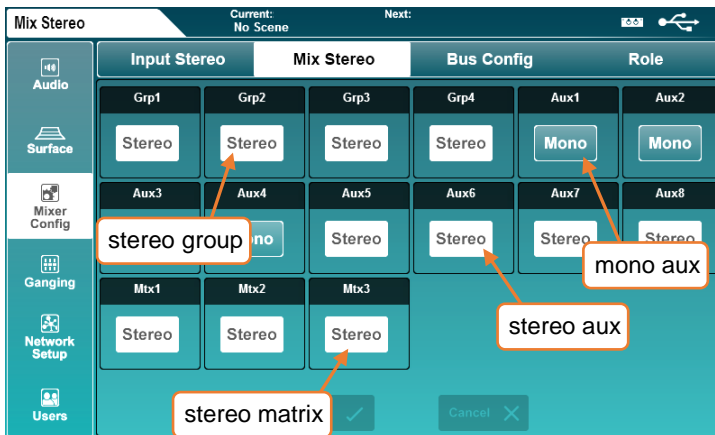 Mix Stereo
Current:
No Scene
Next:
Audio
Surface
Mixer
Config
Ganging
Network
Setup
Users
Input Stereo
Mix Stereo
Bus Config
Role
Grp1
Grp2
Grp3
Grp4
Aux1
Aux2
Stereo
Stereo
Stereo
Stereo
Mono
Mono
Aux3
Aux4
Aux5
Aux6
Aux7
Aux8
Stereo
Stereo
Stereo
Stereo
stereo group
mono aux
Mtx1
Mtx2
Mtx3
Stereo
Stereo
Stereo
stereo aux
stereo matrix
Cancel